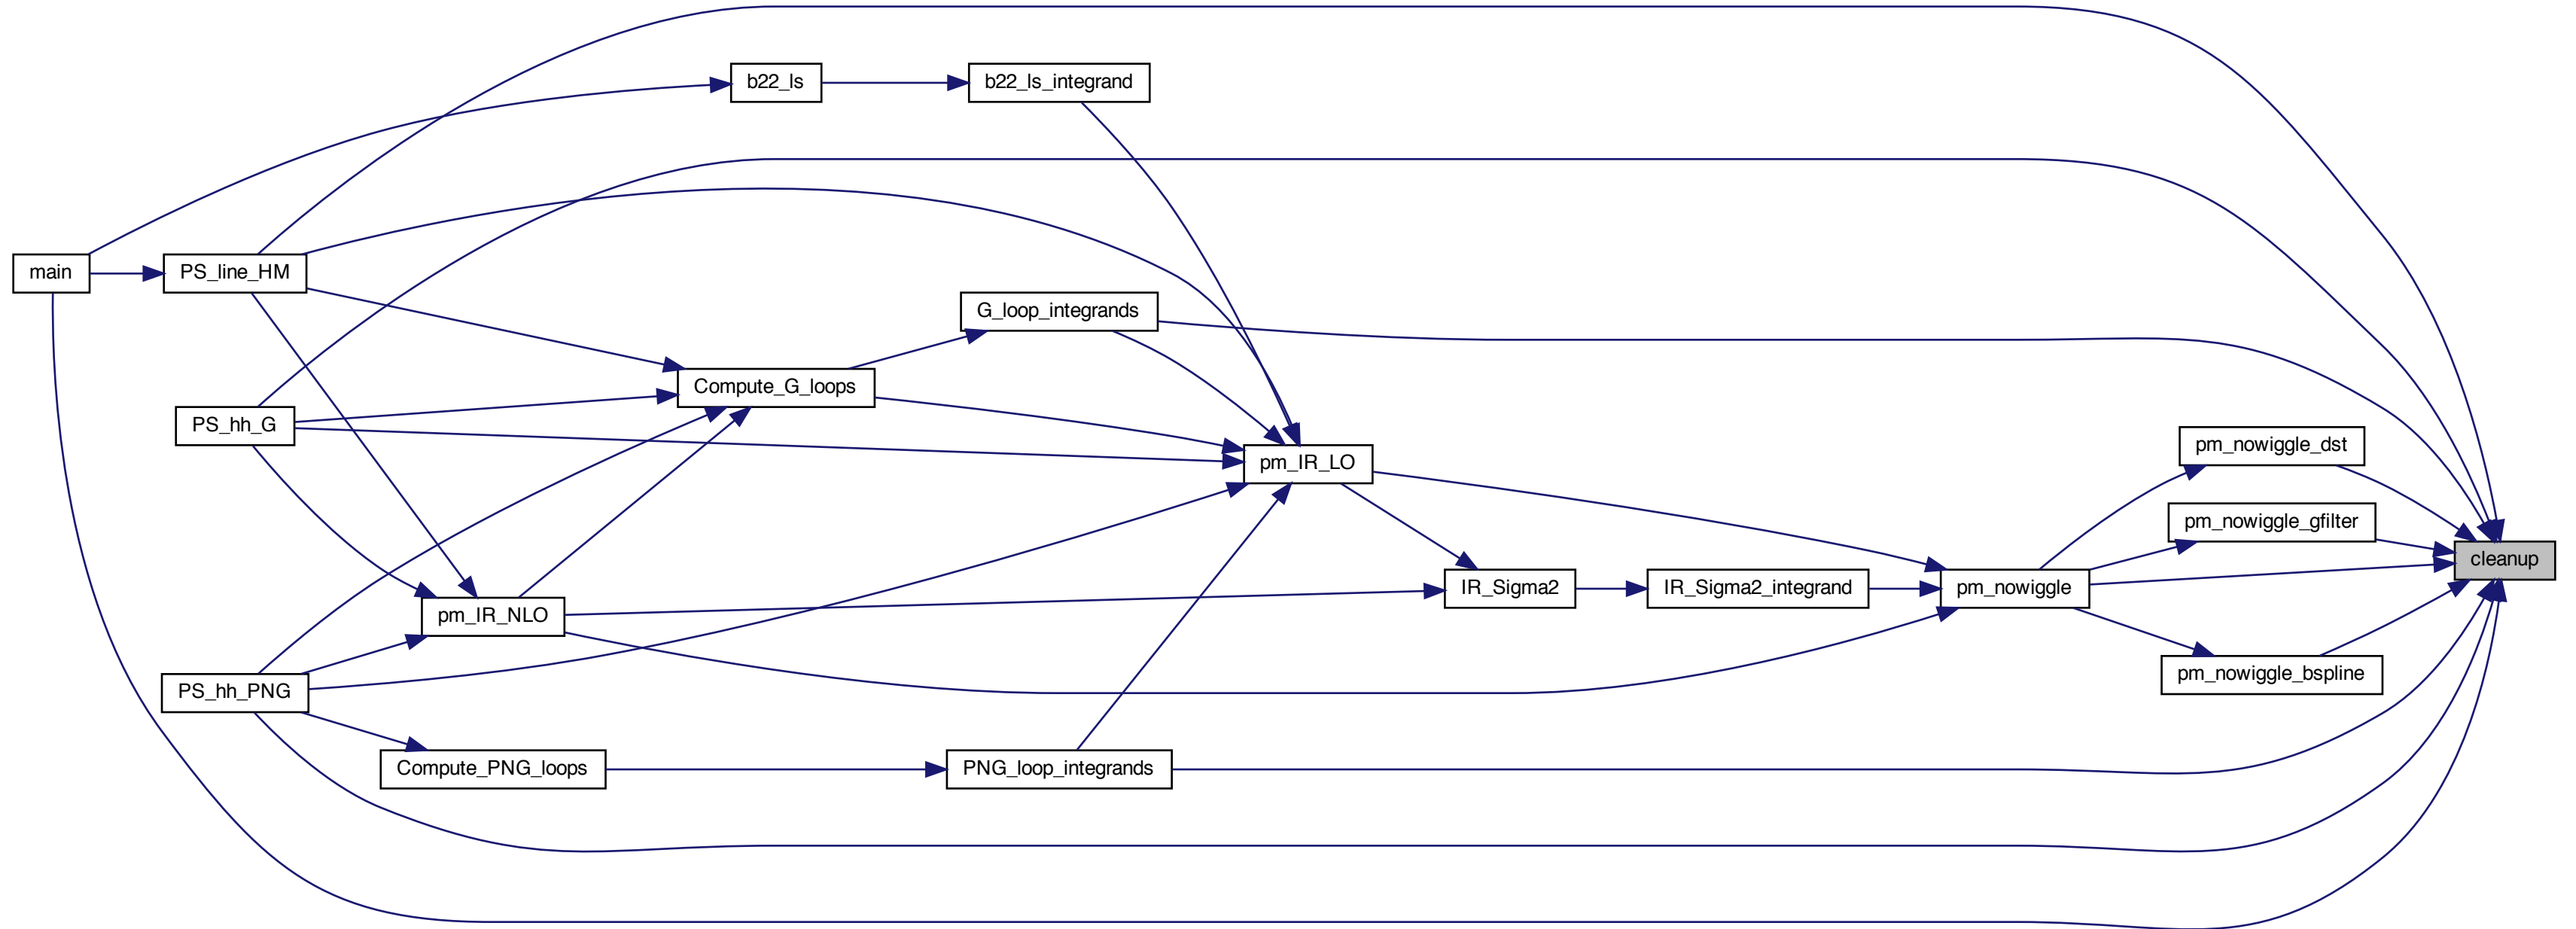 b22_ls
b22_ls_integrand
main
PS_line_HM
G_loop_integrands
Compute_G_loops
PS_hh_G
pm_IR_LO
pm_nowiggle_dst
pm_nowiggle_gfilter
cleanup
IR_Sigma2
IR_Sigma2_integrand
pm_nowiggle
pm_IR_NLO
pm_nowiggle_bspline
PS_hh_PNG
Compute_PNG_loops
PNG_loop_integrands